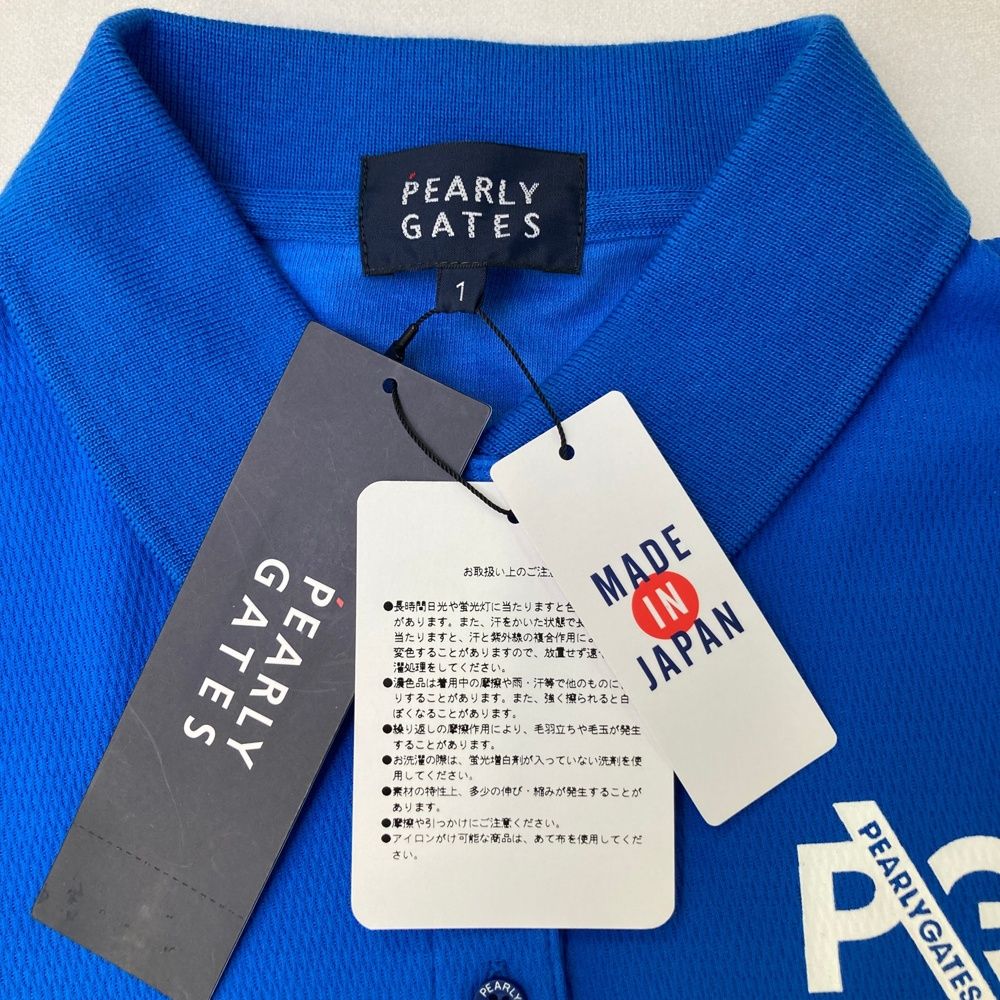 PEARLY
GATES
1
PEARLY
GATES
お取扱い上のご注
●長時間日光や蛍光灯に当たりますと色
があります。また、汗をかいた状態で
当たりますと、汗と紫外線の複合作用に
変色することがありますので、放置せず速
濯処理をしてください。
●濃色品は着用中の摩擦や雨・汗等で他のものに
りすることがあります。また、強く擦られると白
ぽくなることがあります。
●繰り返しの摩擦作用により、毛羽立ちや毛玉が発生
することがあります。
●お洗濯の際は、蛍光増白剤が入っていない洗剤を使
用してください。
●素材の特性上、多少の伸び・縮みが発生することが
あります。
●摩擦や引っかけにご注意ください。
●アイロンがけ可能な商品は、あて布を使用してくだ
さい。
MADE
IN
JAPAN
PG
PEARLY GATES
PEARLY